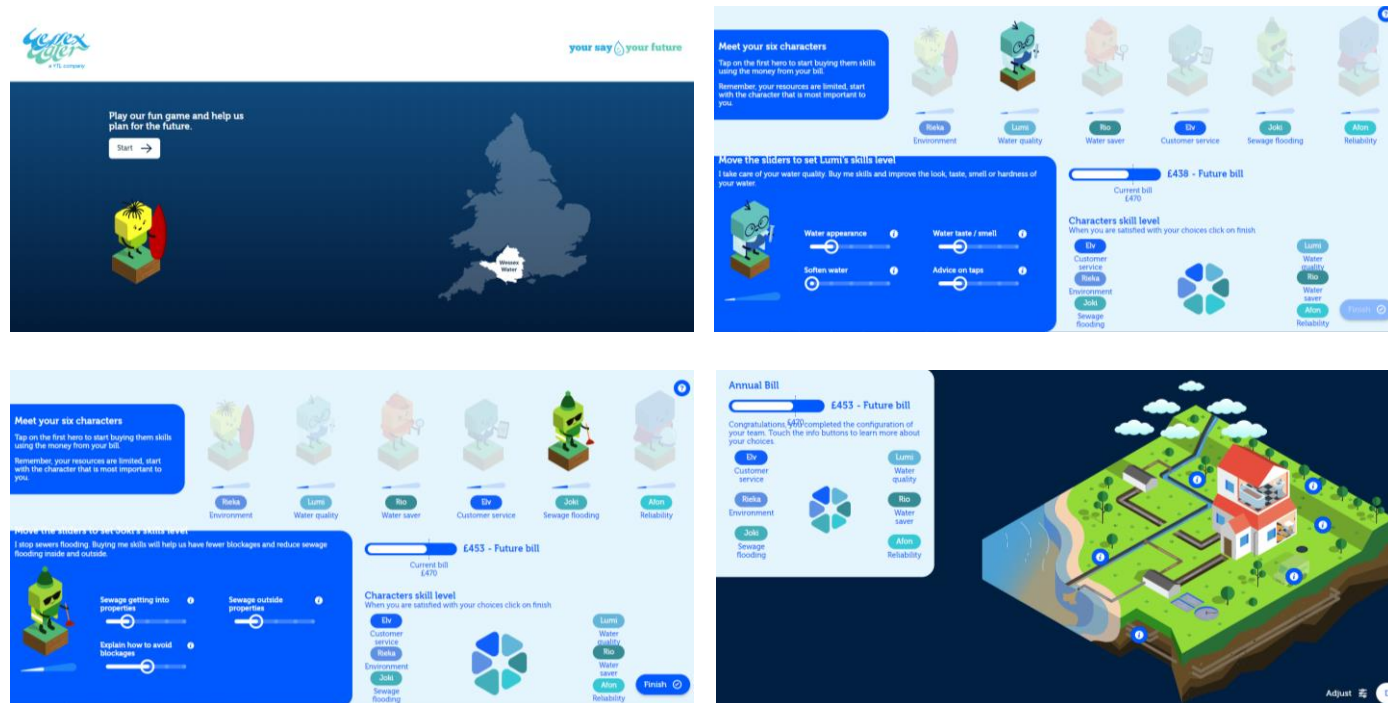 Wessex
Water
a YTL company
your say your future
Play our fun game and help us
plan for the future.
Start
Wessex
Water
Meet your six characters
Tap on the first hero to start buying them skills
using the money from your bill.
Remember, your resources are limited, start
with the character that is most important to
you.
Rieka
Environment
Lumi
Water quality
Rio
Water saver
Elv
Customer service
Joki
Sewage flooding
Afon
Reliability
Move the sliders to set Lumi's skills level
I take care of your water quality. Buy me skills and improve the look, taste, smell or hardness of
your water.
Water appearance
Water taste / smell
Soften water
Advice on taps
£438 - Future bill
Current bill
£470
Characters skill level
When you are satisfied with your choices click on finish.
Elv
Customer
service
Rieka
Environment
Joki
Sewage
flooding
Lumi
Water
quality
Rio
Water
saver
Afon
Reliability
Finish
Meet your six characters
Tap on the first hero to start buying them skills
using the money from your bill.
Remember, your resources are limited, start
with the character that is most important to
you.
Rieka
Environment
Lumi
Water quality
Rio
Water saver
Elv
Customer service
Joki
Sewage flooding
Afon
Reliability
Move the sliders to set Joki's skills level
I stop sewers flooding. Buying me skills will help us have fewer blockages and reduce sewage
flooding inside and outside.
Sewage getting into
properties
Sewage outside
properties
Explain how to avoid
blockages
£453 - Future bill
Current bill
£470
Characters skill level
When you are satisfied with your choices click on finish
Elv
Customer
service
Rieka
Environment
Joki
Sewage
flooding
Lumi
Water
quality
Rio
Water
saver
Afon
Reliability
Finish
Annual Bill
£453 - Future bill
£470
Congratulations, you completed the configuration of
your team. Touch the info buttons to learn more about
your choices.
Elv
Customer
service
Rieka
Environment
Joki
Sewage
flooding
Lumi
Water
quality
Rio
Water
saver
Afon
Reliability
Adjust